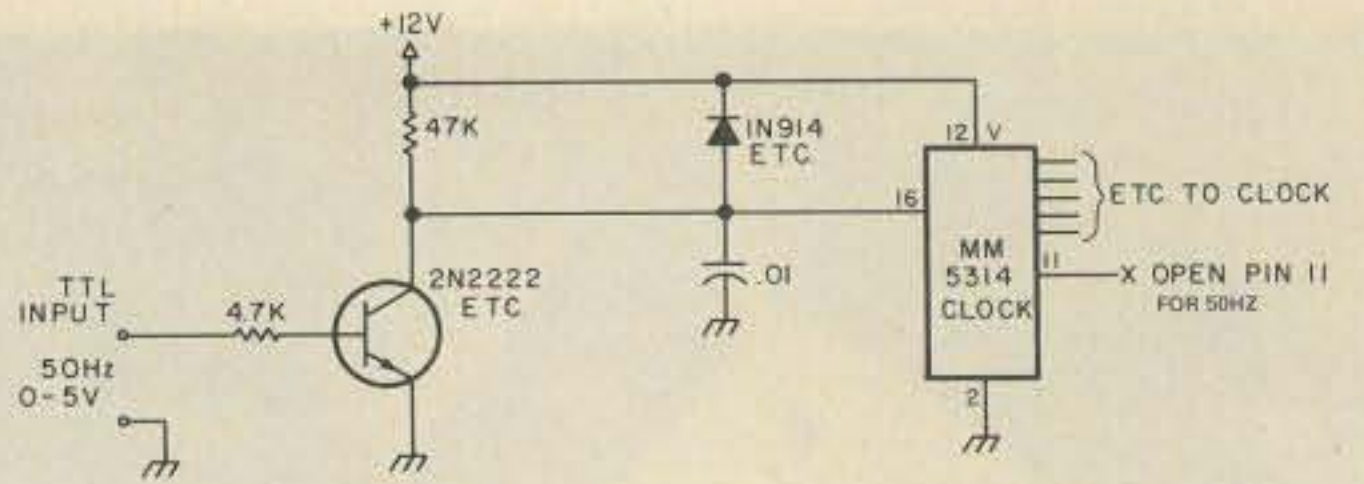 +12V
47K
1N914
ETC.
12 V
16
ETC TO CLOCK
MM
5314
CLOCK
11
X OPEN PIN 11
FOR 50HZ
2N2222
ETC
.01
TTL
INPUT
4.7K
50Hz
0-5V
2